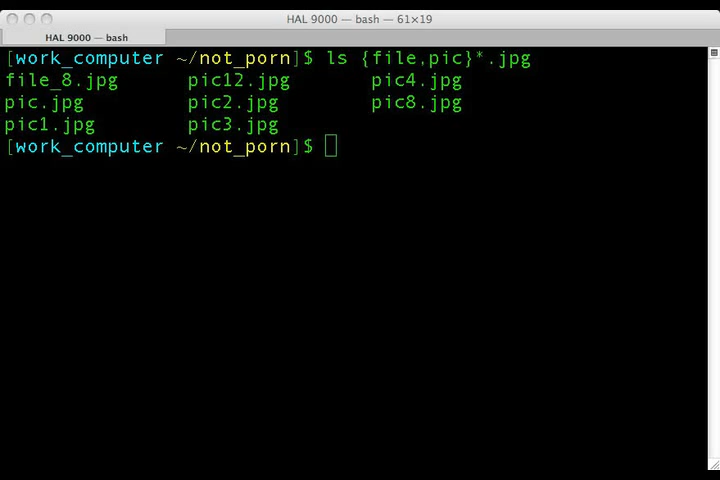 HAL 9000 — bash — 61×19
HAL 9000 — bash
[work_computer ~/not_porn]$ ls {file,pic}*.jpg
file_8.jpg pic12.jpg pic4.jpg
pic.jpg pic2.jpg pic8.jpg
pic1.jpg pic3.jpg
[work_computer ~/not_porn]$